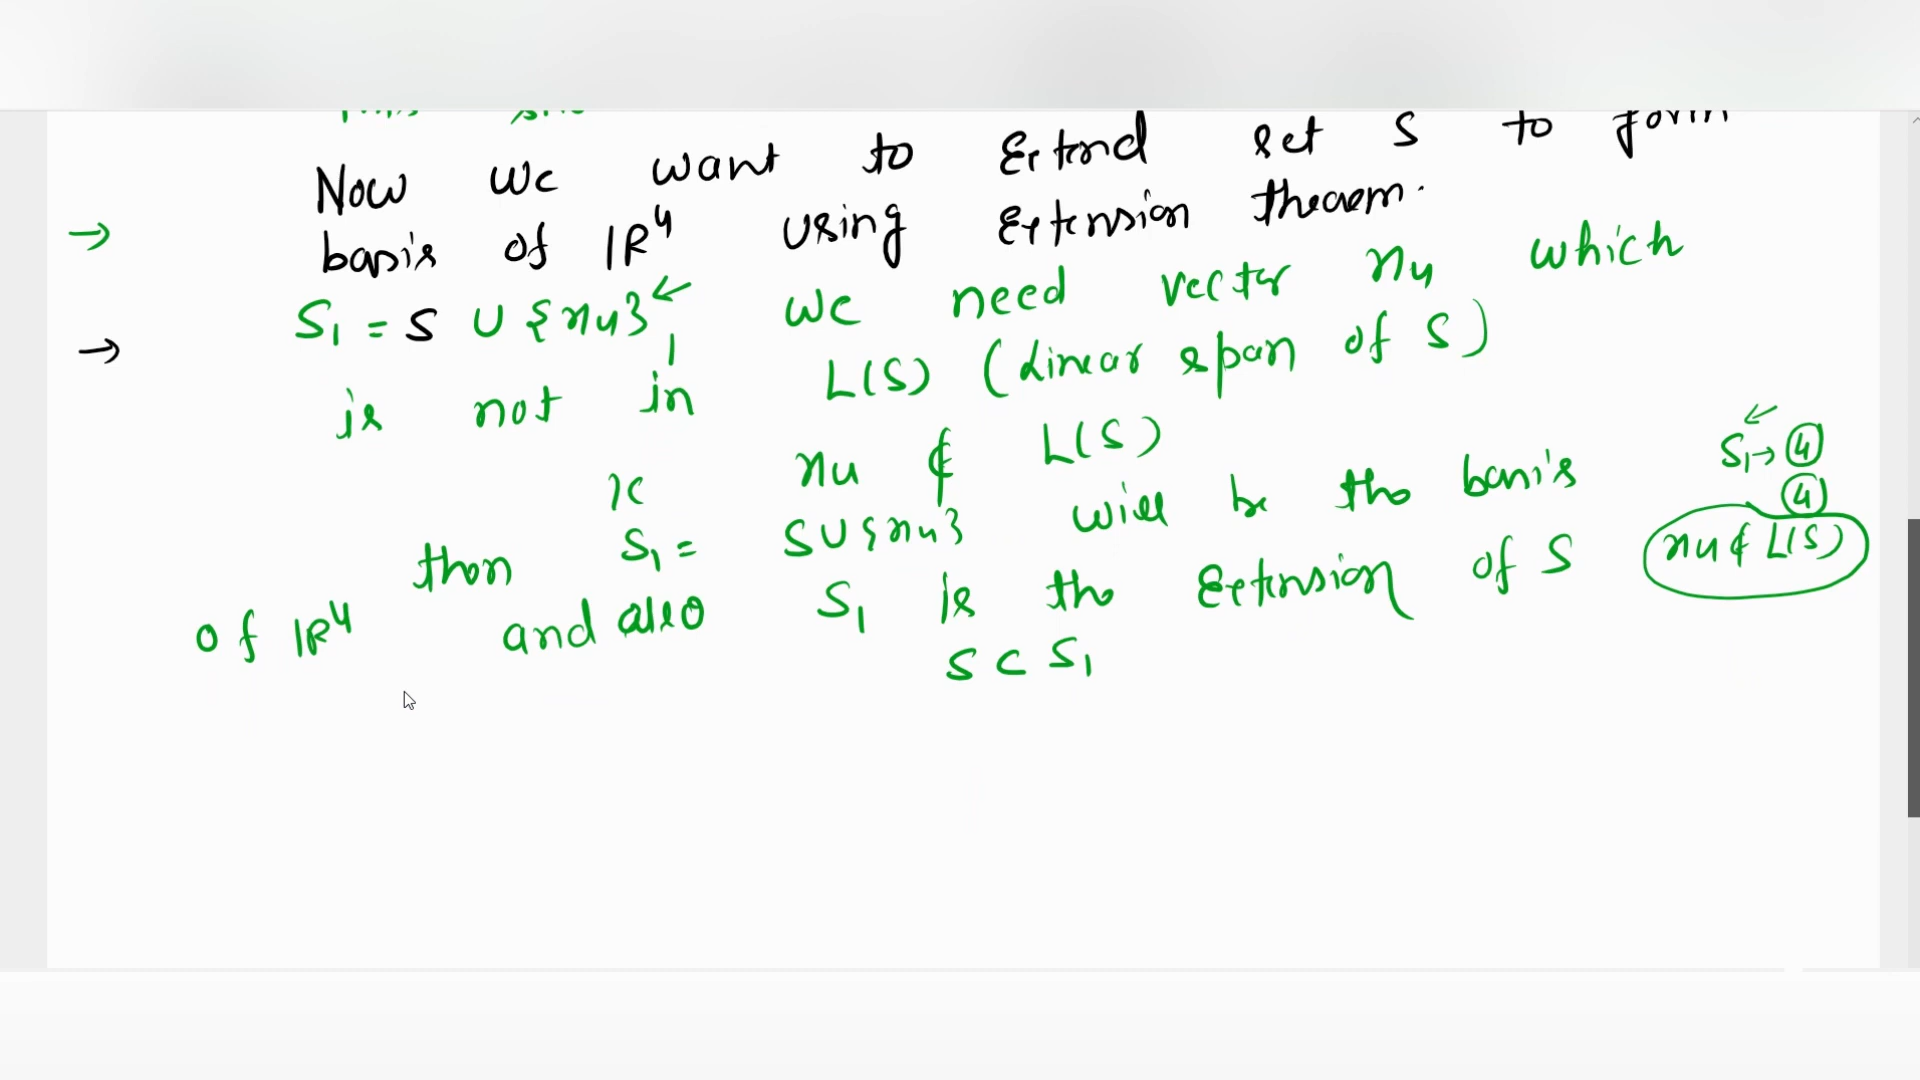 Now we want to Extend set S to form
→ basis of IR⁴ using Extension theorem.
→ S₁ = S ∪ {x₄} ← we need vector x₄ which
is not in L(S) (Linear span of S)
If x₄ ∉ L(S)
then S₁ = S∪{x₄} will be the basis
of IR⁴ and also S₁ is the Extension of S
S ⊂ S₁
S₁→ ④
④
x₄ ∉ L(S)